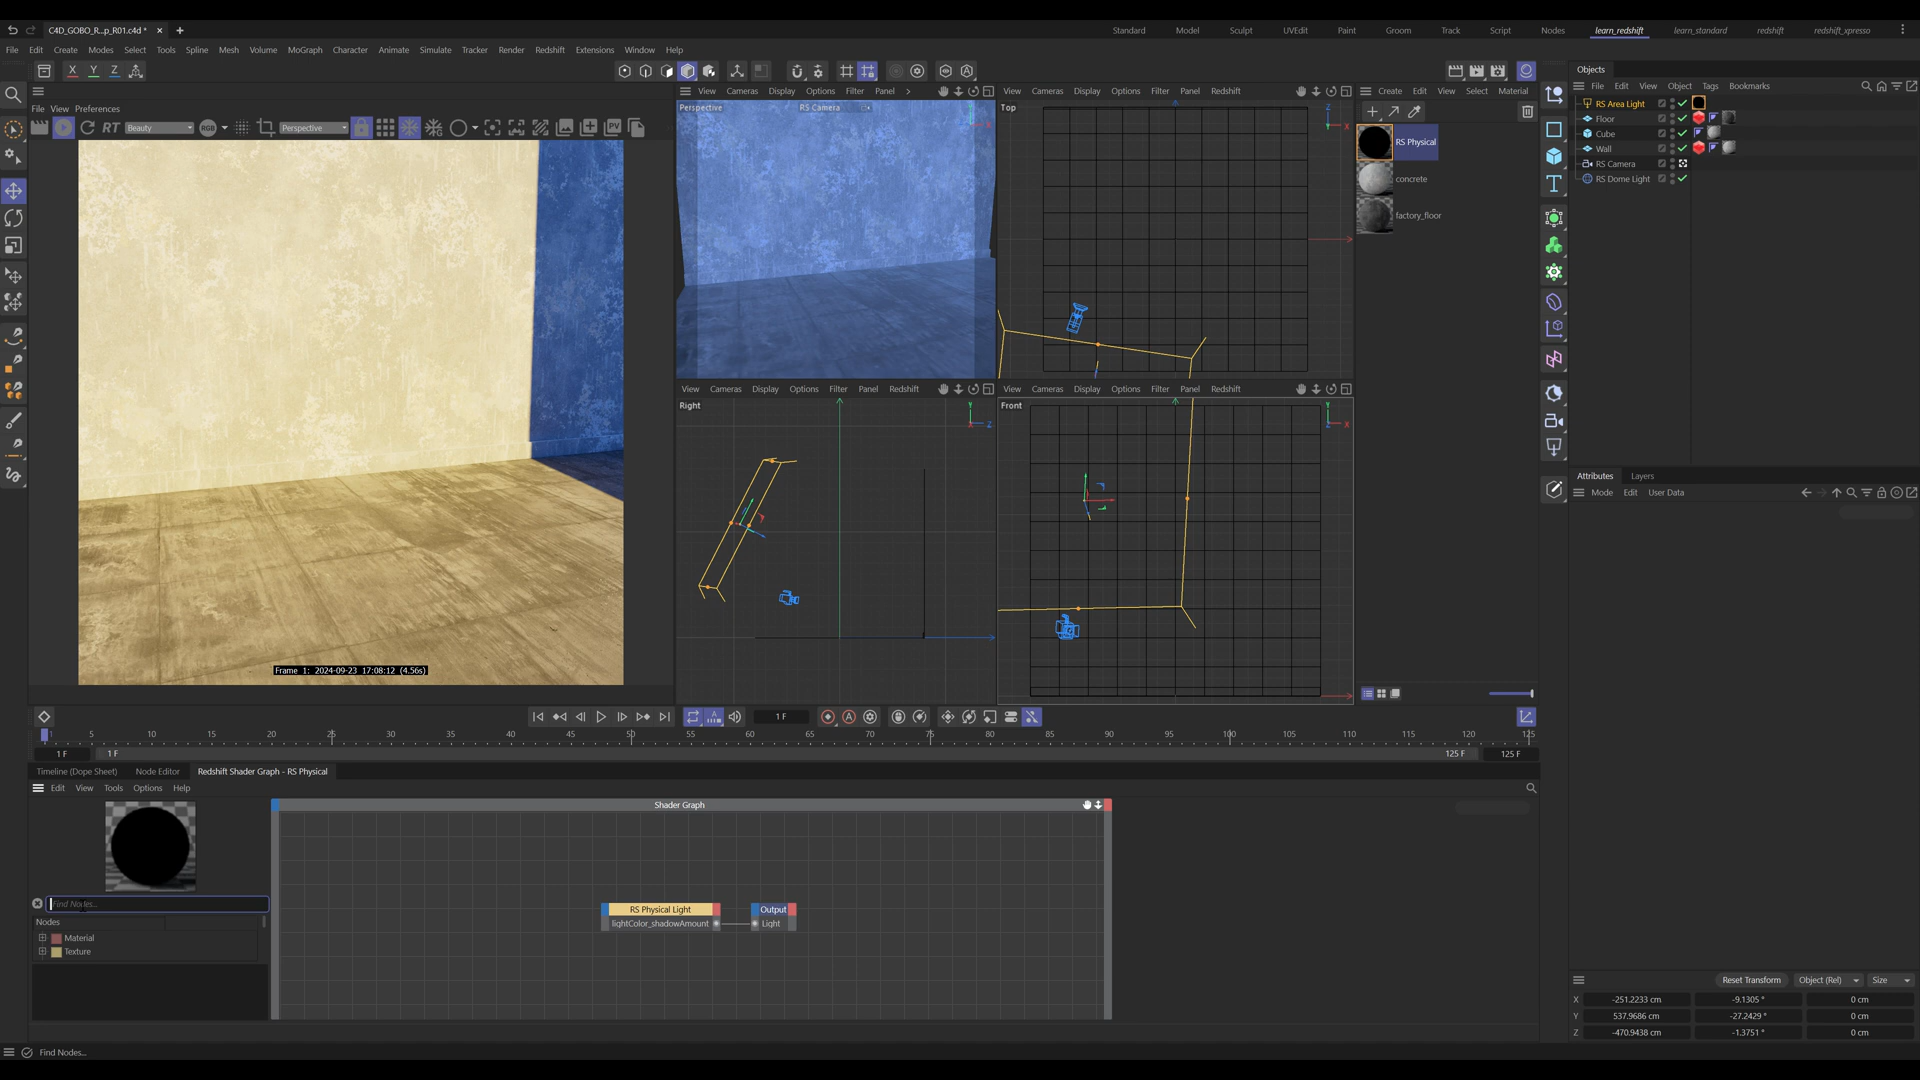 C4D_GOBO_R...p_R01.c4d *
Standard
Model
Sculpt
UVEdit
Paint
Groom
Track
Script
Nodes
learn_redshift
learn_standard
redshift
redshift_xpresso
File Edit Create Modes Select Tools Spline Mesh Volume MoGraph Character Animate Simulate Tracker Render Redshift Extensions Window Help
X Y Z
Objects
File Edit View Object Tags Bookmarks
File View Preferences
View Cameras Display Options Filter Panel
View Cameras Display Options Filter Panel Redshift
Create Edit View Select Material
RT Beauty RGB Perspective
Perspective
RS Camera
Top
RS Physical
concrete
factory_floor
RS Area Light
Floor
Cube
Wall
RS Camera
RS Dome Light
View Cameras Display Options Filter Panel Redshift
View Cameras Display Options Filter Panel Redshift
Right
Front
Attributes Layers
Mode Edit User Data
Frame 1: 2024-09-23 17:08:12 (4.56s)
1 F
1 5 10 15 20 25 30 35 40 45 50 55 60 65 70 75 80 85 90 95 100 105 110 115 120 125
1 F 1 F 125 F 125 F
Timeline (Dope Sheet) Node Editor Redshift Shader Graph - RS Physical
Edit View Tools Options Help
Shader Graph
RS Physical Light
lightColor_shadowAmount
Output
Light
Find Nodes...
Nodes
Material
Texture
Reset Transform Object (Rel) Size
X -251.2233 cm -9.1305 ° 0 cm
Y 537.9686 cm -27.2429 ° 0 cm
Z -470.9438 cm -1.3751 ° 0 cm
Find Nodes...